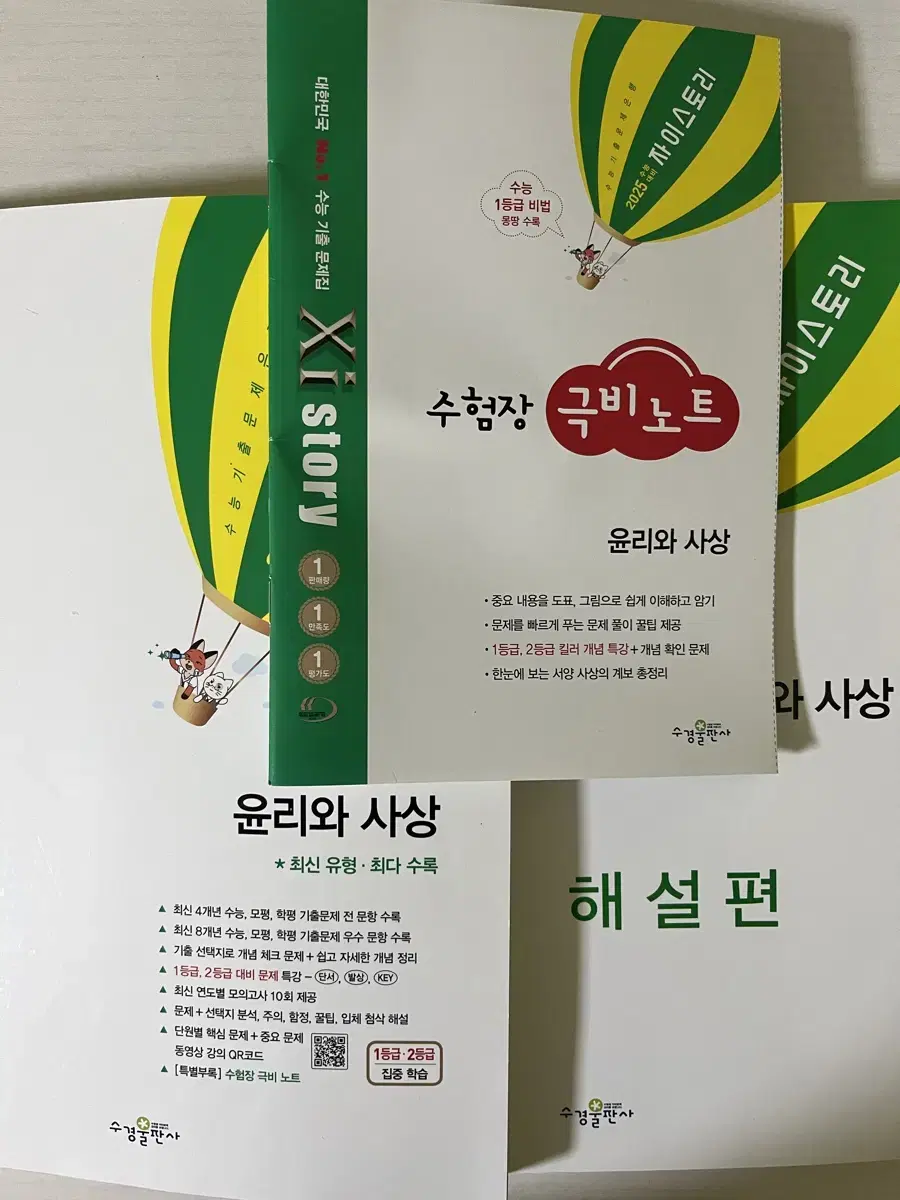 대한민국 No.1 수능 기출 문제집
Xi story
1
판매량
1
만족도
1
평가도
수능기출문제은행
2025 수능 대비 자이스토리
수능
1등급 비법
몽땅 수록
수험장 극비노트
윤리와 사상
• 중요 내용을 도표, 그림으로 쉽게 이해하고 암기
• 문제를 빠르게 푸는 문제 풀이 꿀팁 제공
• 1등급, 2등급 킬러 개념 특강 + 개념 확인 문제
• 한눈에 보는 서양 사상의 계보 총정리
수경출판사
수능기출문제은
윤리와 사상
* 최신 유형 · 최다 수록
▲ 최신 4개년 수능, 모평, 학평 기출문제 전 문항 수록
▲ 최신 8개년 수능, 모평, 학평 기출문제 우수 문항 수록
▲ 기출 선택지로 개념 체크 문제 + 쉽고 자세한 개념 정리
▲ 1등급, 2등급 대비 문제 특강 – 단서, 발상, KEY
▲ 최신 연도별 모의고사 10회 제공
▲ 문제 + 선택지 분석, 주의, 함정, 꿀팁, 입체 첨삭 해설
▲ 단원별 핵심 문제 + 중요 문제
동영상 강의 QR코드
▲ [특별부록] 수험장 극비 노트
1등급 · 2등급
집중 학습
수경출판사
자이스토리
와 사상
해설편
수경출판사